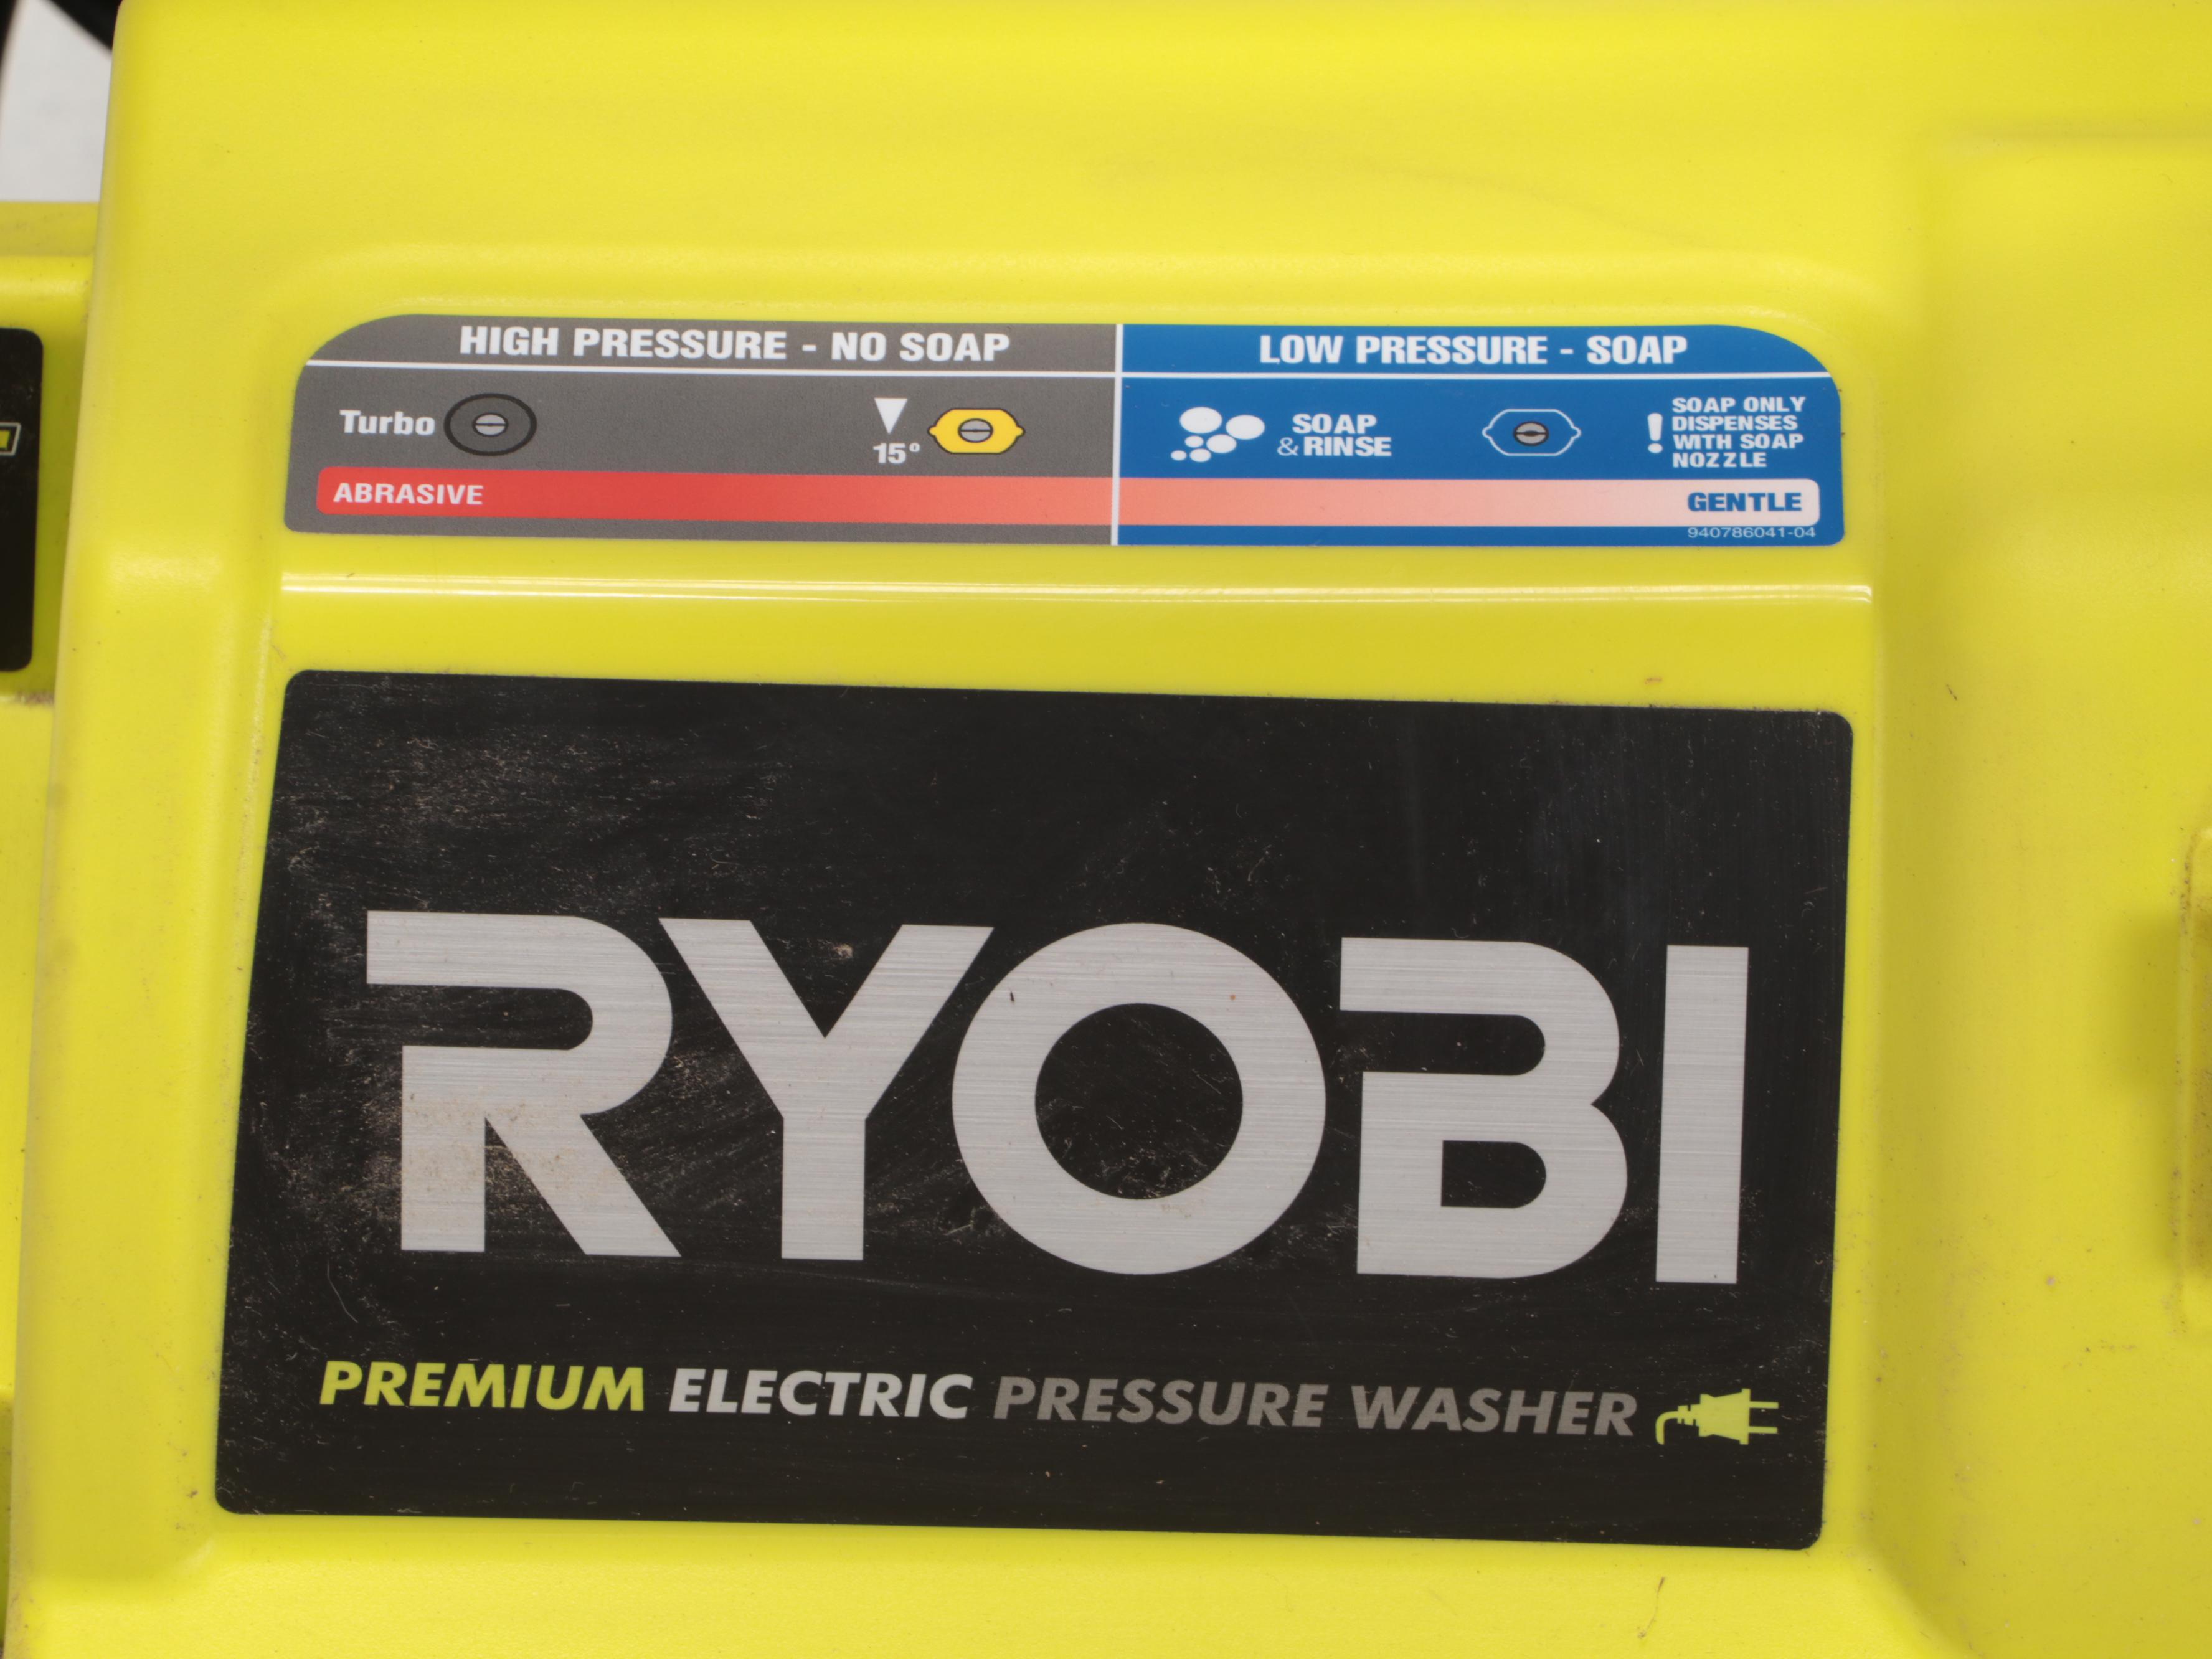 HIGH PRESSURE - NO SOAP
Turbo
15°
ABRASIVE
LOW PRESSURE - SOAP
SOAP
& RINSE
SOAP ONLY
DISPENSES
WITH SOAP
NOZZLE
GENTLE
940786041-04
RYOBI
PREMIUM ELECTRIC PRESSURE WASHER